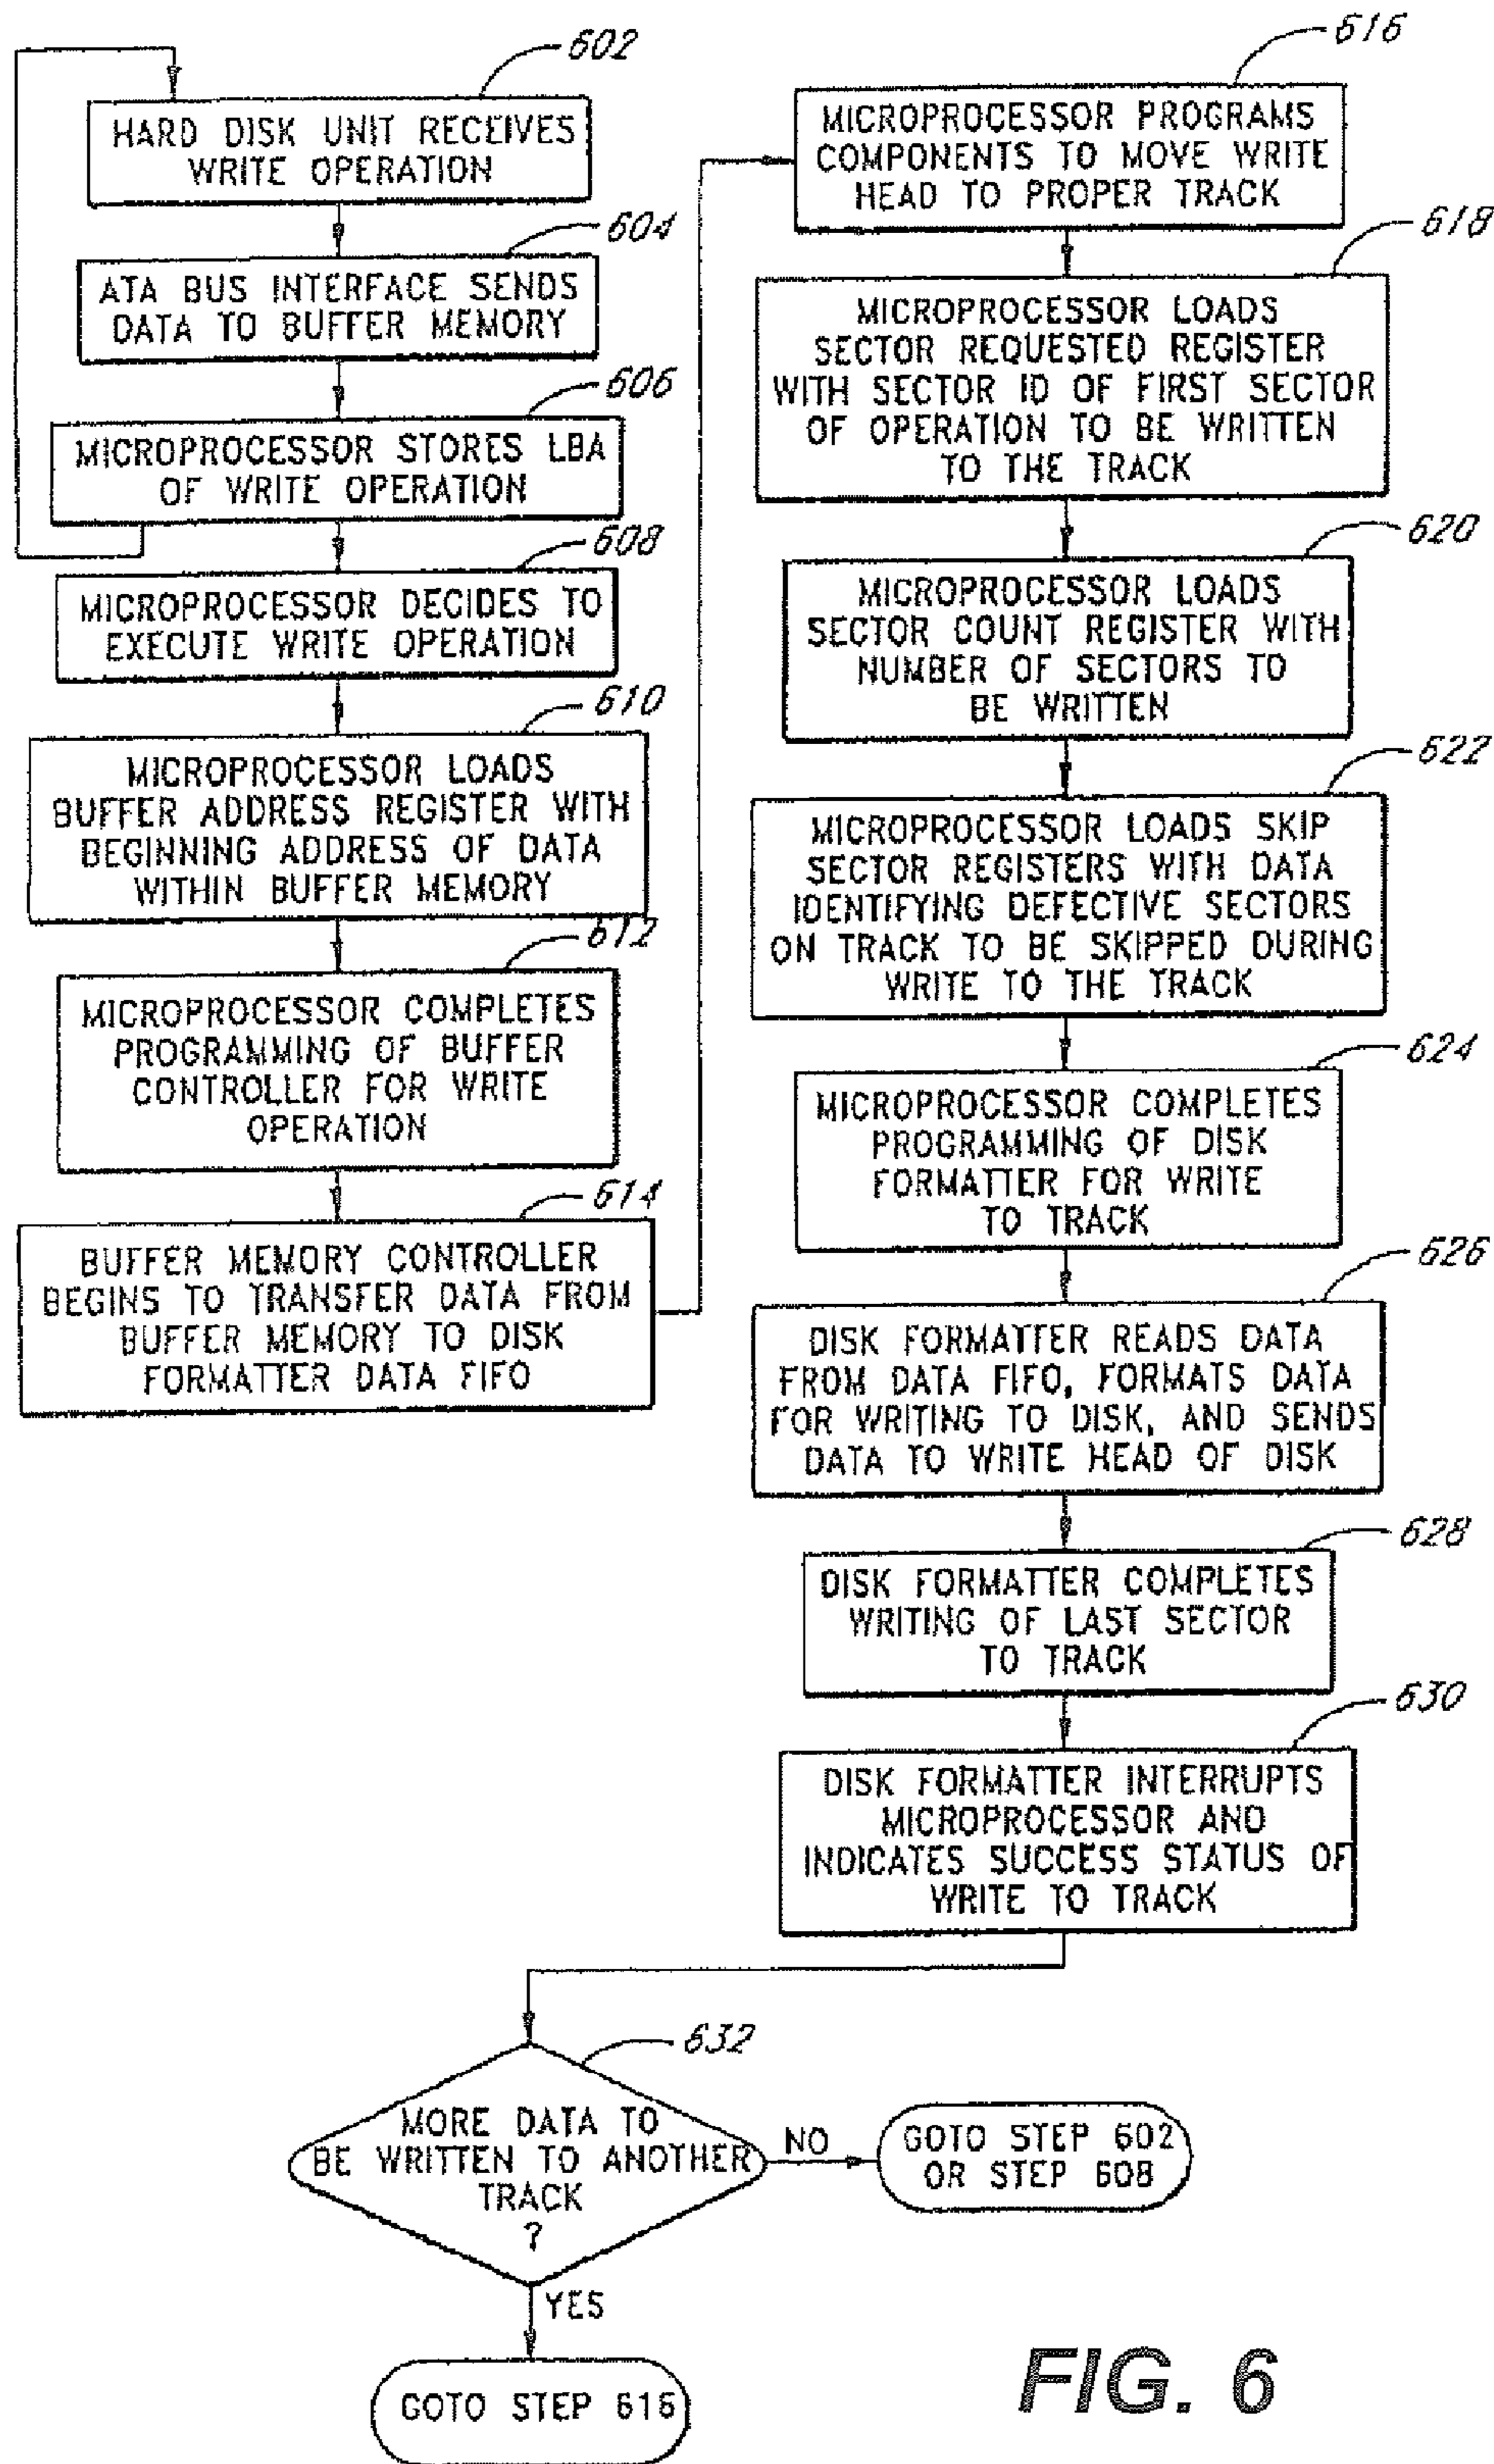 602
HARD DISK UNIT RECEIVES
WRITE OPERATION
604
ATA BUS INTERFACE SENDS
DATA TO BUFFER MEMORY
606
MICROPROCESSOR STORES LBA
OF WRITE OPERATION
608
MICROPROCESSOR DECIDES TO
EXECUTE WRITE OPERATION
610
MICROPROCESSOR LOADS
BUFFER ADDRESS REGISTER WITH
BEGINNING ADDRESS OF DATA
WITHIN BUFFER MEMORY
612
MICROPROCESSOR COMPLETES
PROGRAMMING OF BUFFER
CONTROLLER FOR WRITE
OPERATION
614
BUFFER MEMORY CONTROLLER
BEGINS TO TRANSFER DATA FROM
BUFFER MEMORY TO DISK
FORMATTER DATA FIFO
616
MICROPROCESSOR PROGRAMS
COMPONENTS TO MOVE WRITE
HEAD TO PROPER TRACK
618
MICROPROCESSOR LOADS
SECTOR REQUESTED REGISTER
WITH SECTOR ID OF FIRST SECTOR
OF OPERATION TO BE WRITTEN
TO THE TRACK
620
MICROPROCESSOR LOADS
SECTOR COUNT REGISTER WITH
NUMBER OF SECTORS TO
BE WRITTEN
622
MICROPROCESSOR LOADS SKIP
SECTOR REGISTERS WITH DATA
IDENTIFYING DEFECTIVE SECTORS
ON TRACK TO BE SKIPPED DURING
WRITE TO THE TRACK
624
MICROPROCESSOR COMPLETES
PROGRAMMING OF DISK
FORMATTER FOR WRITE
TO TRACK
626
DISK FORMATTER READS DATA
FROM DATA FIFO, FORMATS DATA
FOR WRITING TO DISK, AND SENDS
DATA TO WRITE HEAD OF DISK
628
DISK FORMATTER COMPLETES
WRITING OF LAST SECTOR
TO TRACK
630
DISK FORMATTER INTERRUPTS
MICROPROCESSOR AND
INDICATES SUCCESS STATUS OF
WRITE TO TRACK
632
MORE DATA TO
BE WRITTEN TO ANOTHER
TRACK
?
NO
GOTO STEP 602
OR STEP 608
YES
GOTO STEP 616
FIG. 6